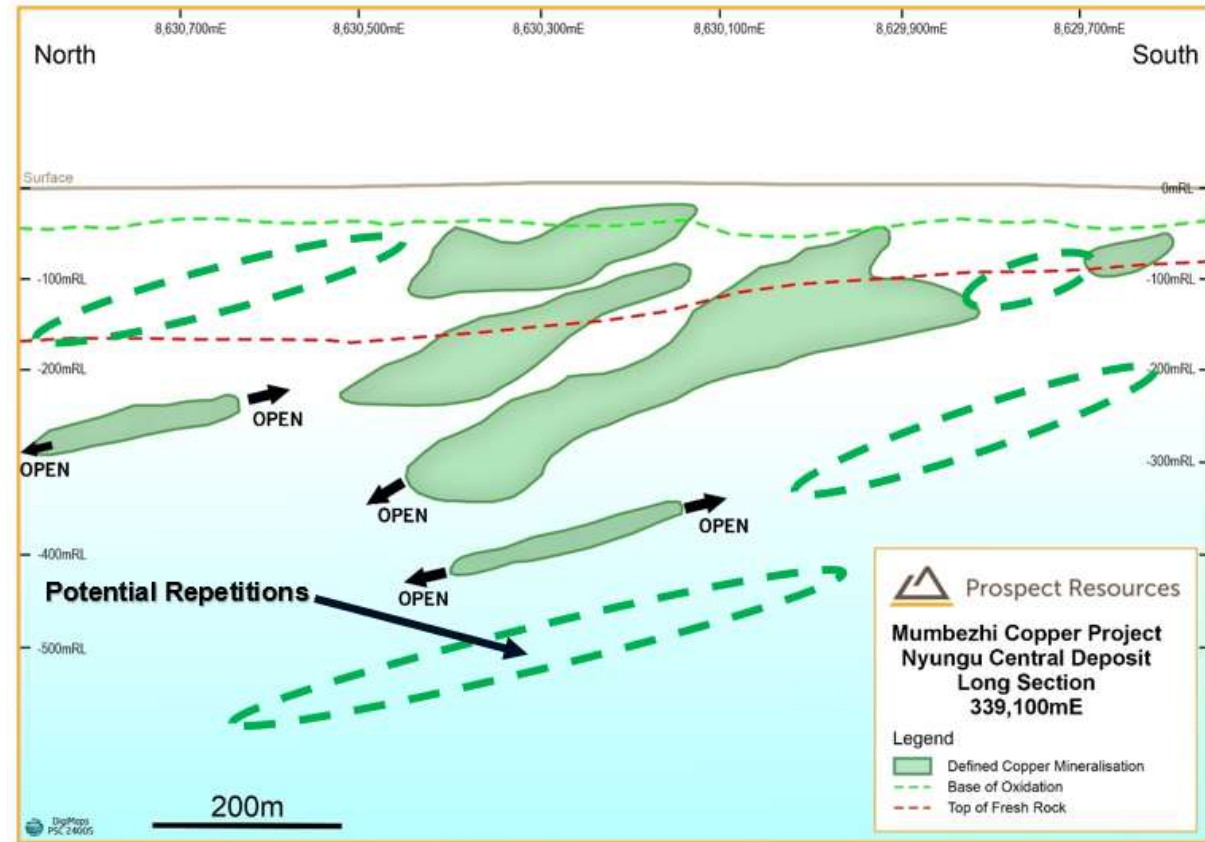 8,630,700mE 8,630,500mE 8,630,300mE 8,630,100mE 8,629,900mE 8,629,700mE
North South
Surface 0mRL
-100mRL -100mRL
-200mRL -200mRL
OPEN
OPEN
-300mRL
OPEN
OPEN
-400mRL
OPEN
Potential Repetitions
-500mRL
Prospect Resources
Mumbezhi Copper Project
Nyungu Central Deposit
Long Section
339,100mE
Legend
Defined Copper Mineralisation
Base of Oxidation
Top of Fresh Rock
200m
DigMaps
PSC 24005